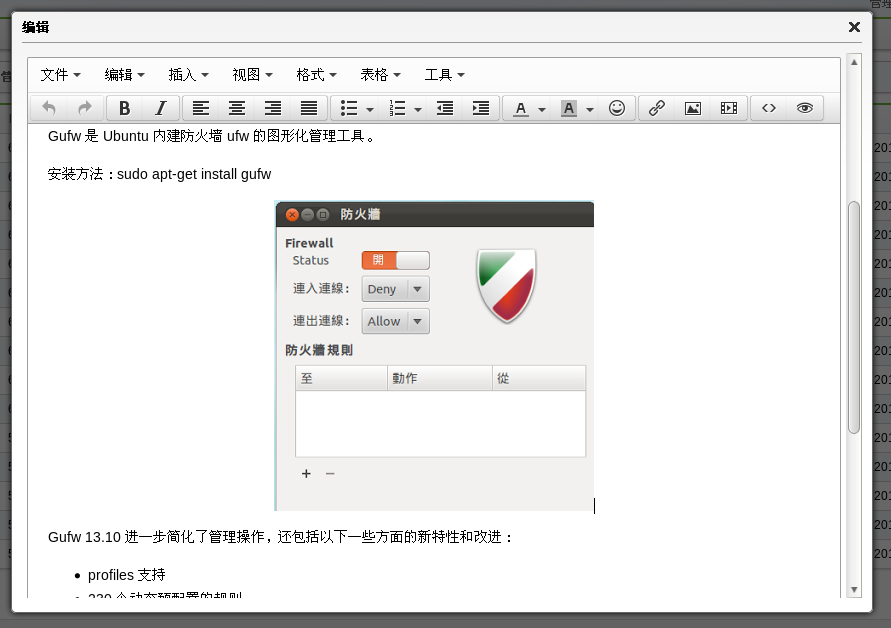 编辑
文件 编辑 插入 视图 格式 表格 工具
B I A A
Gufw 是 Ubuntu 内建防火墙 ufw 的图形化管理工具。
安装方法：sudo apt-get install gufw
防火牆
Firewall
Status 開
連入連線： Deny
連出連線： Allow
防火牆規則
至 動作 從
Gufw 13.10 进一步简化了管理操作，还包括以下一些方面的新特性和改进：
profiles 支持